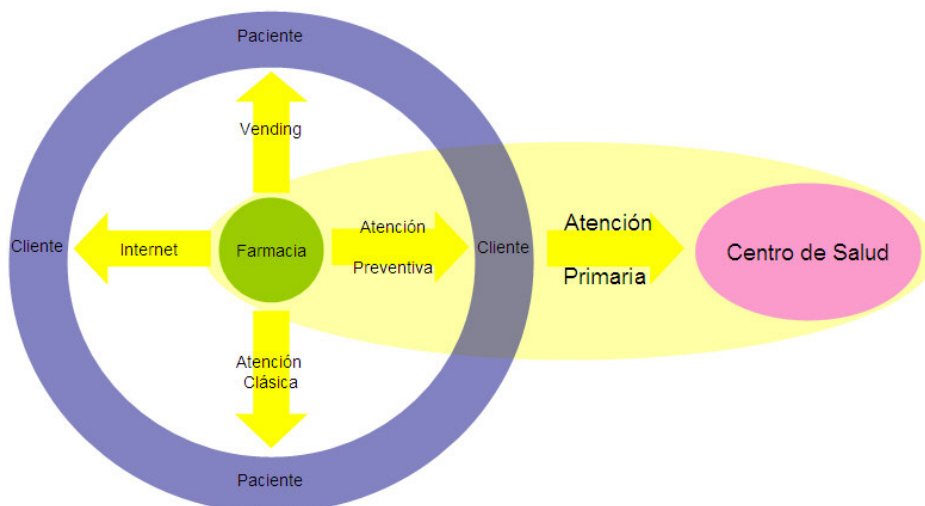 Paciente
Vending
Cliente
Internet
Farmacia
Atención
Preventiva
Cliente
Atención
Primaria
Centro de Salud
Atención
Clásica
Paciente